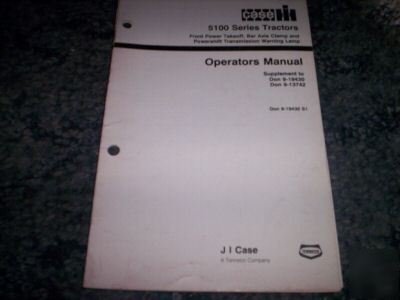 case IH
5100 Series Tractors
Front Power Takeoff, Bar Axle Clamp and
Powershift Transmission Warning Lamp
Operators Manual
Supplement to
Don 9-19430
Don 9-13742
Don 9-19430 S1
J I Case
A Tenneco Company
TENNECO